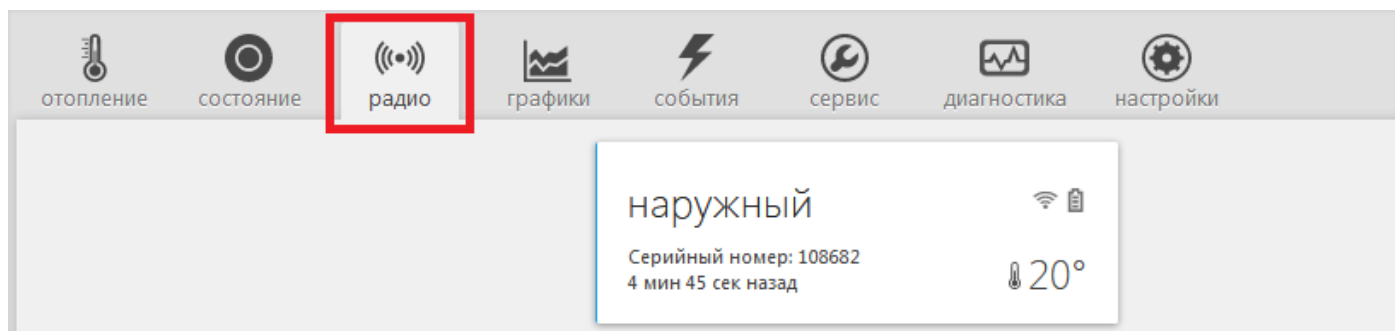 отопление состояние радио графики события сервис диагностика настройки
наружный
Серийный номер: 108682
4 мин 45 сек назад
20°